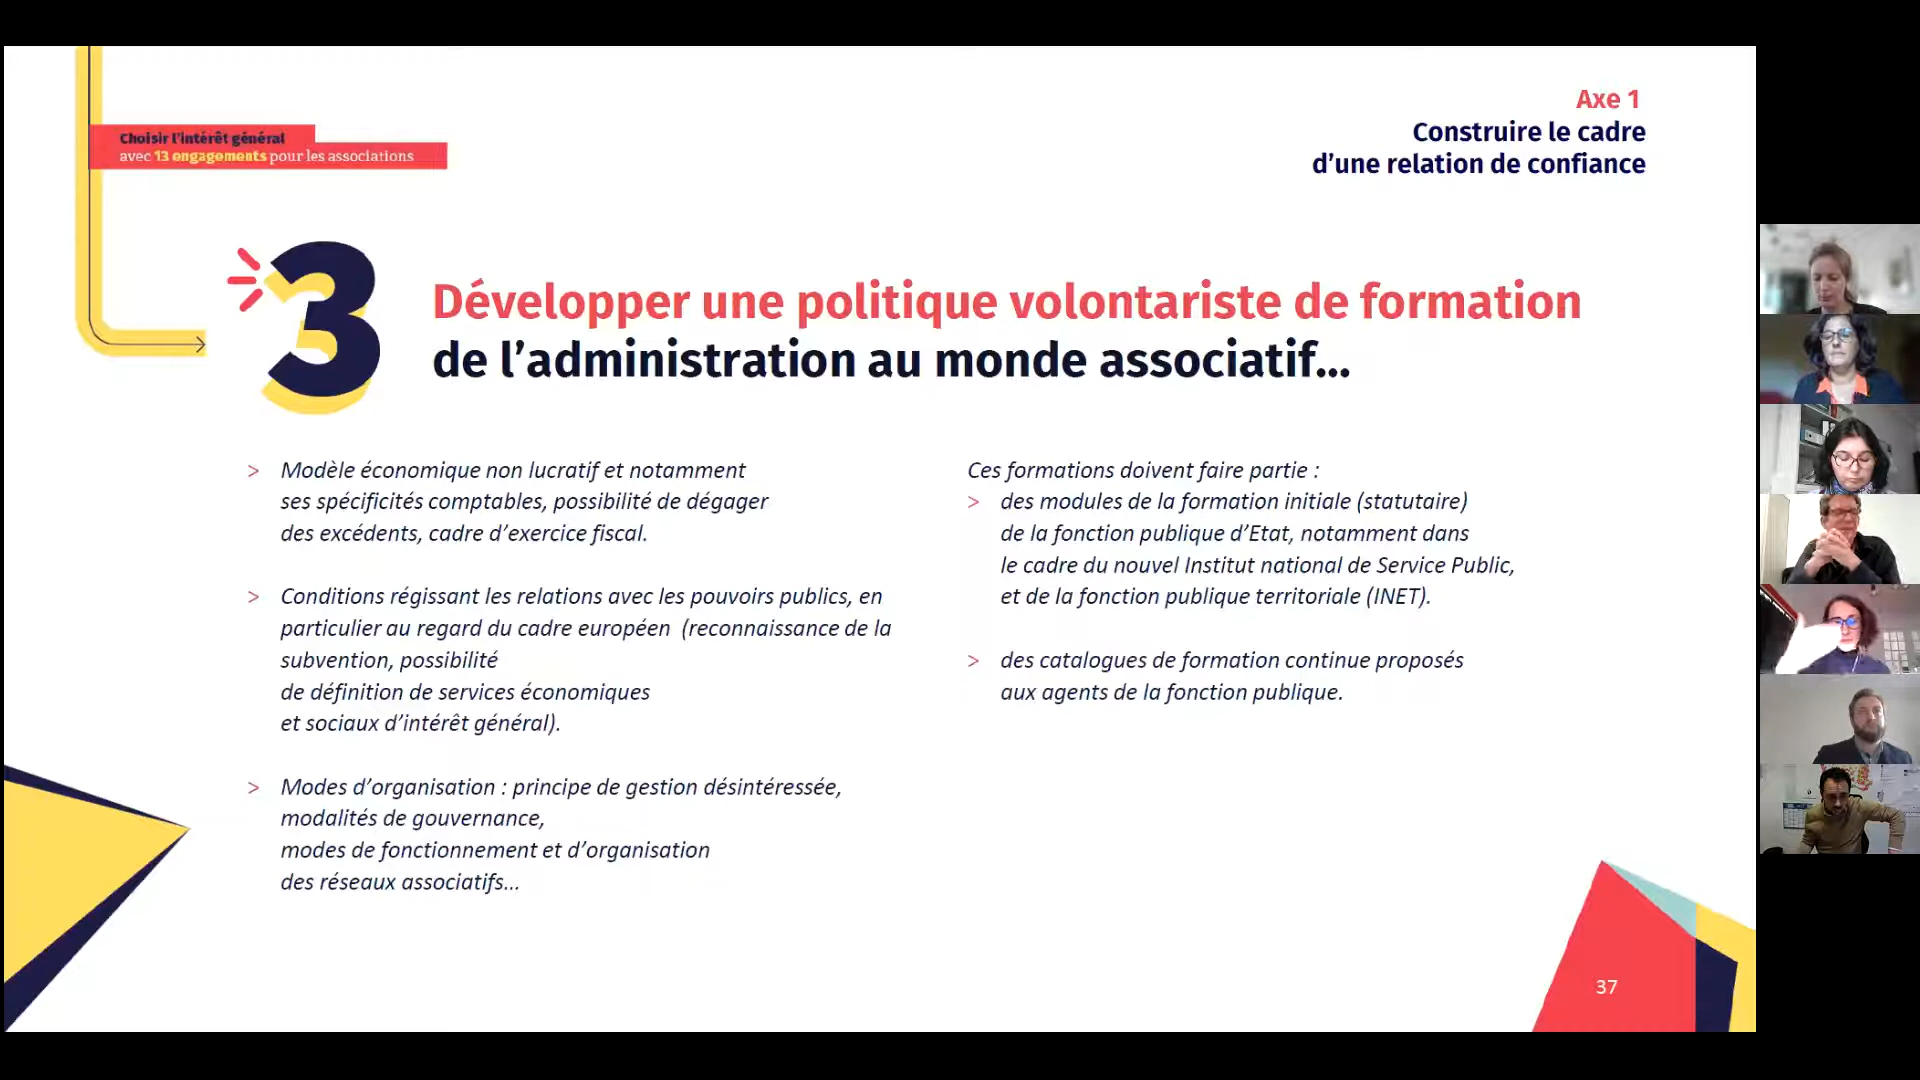 Choisir l'intérêt général
avec 13 engagements pour les associations
Axe 1
Construire le cadre
d'une relation de confiance
3
Développer une politique volontariste de formation
de l'administration au monde associatif...
> Modèle économique non lucratif et notamment
ses spécificités comptables, possibilité de dégager
des excédents, cadre d'exercice fiscal.
> Conditions régissant les relations avec les pouvoirs publics, en
particulier au regard du cadre européen (reconnaissance de la
subvention, possibilité
de définition de services économiques
et sociaux d'intérêt général).
> Modes d'organisation : principe de gestion désintéressée,
modalités de gouvernance,
modes de fonctionnement et d'organisation
des réseaux associatifs...
Ces formations doivent faire partie :
> des modules de la formation initiale (statutaire)
de la fonction publique d'Etat, notamment dans
le cadre du nouvel Institut national de Service Public,
et de la fonction publique territoriale (INET).
> des catalogues de formation continue proposés
aux agents de la fonction publique.
37